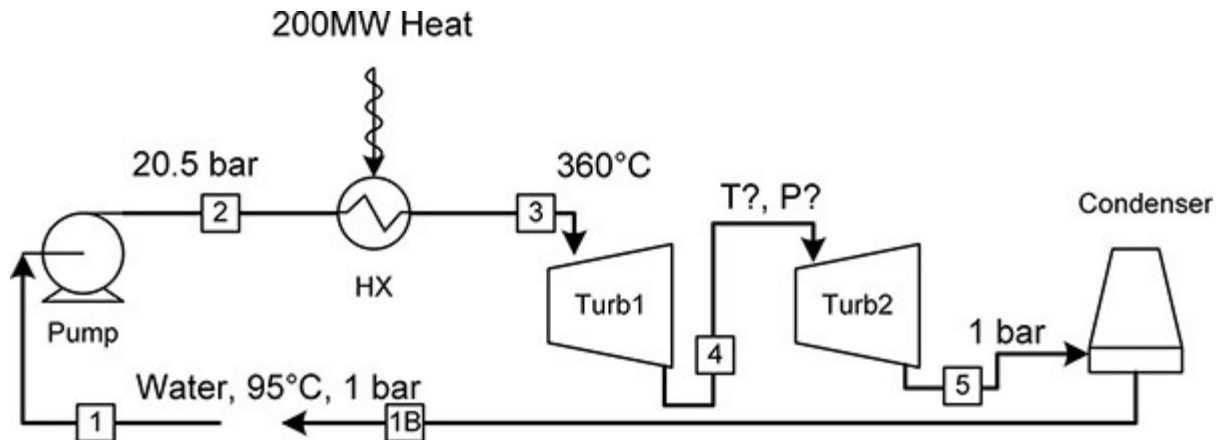 200MW Heat
20.5 bar
360°C
T?, P?
Condenser
2
3
HX
Turb1
Turb2
Pump
4
1 bar
5
Water, 95°C, 1 bar
1
1B